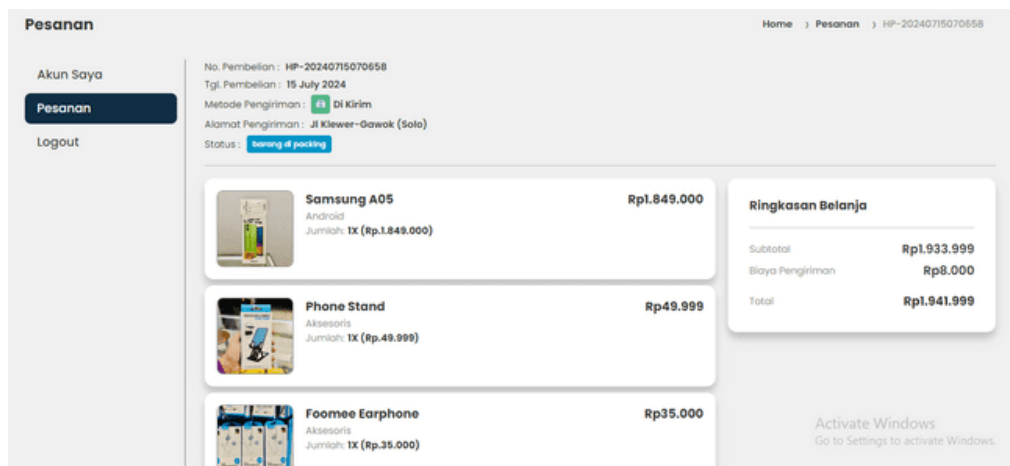 Pesanan
Home › Pesanan › HP-20240715070658
Akun Saya
Pesanan
Logout
No. Pembelian : HP-20240715070658
Tgl. Pembelian : 15 July 2024
Metode Pengiriman : Di Kirim
Alamat Pengiriman : Jl Klewer-Gawok (Solo)
Status : barang di packing
Samsung A05 Rp1.849.000
Android
Jumlah: 1X (Rp.1.849.000)
Phone Stand Rp49.999
Aksesoris
Jumlah: 1X (Rp.49.999)
Foomee Earphone Rp35.000
Aksesoris
Jumlah: 1X (Rp.35.000)
Ringkasan Belanja
Subtotal Rp1.933.999
Biaya Pengiriman Rp8.000
Total Rp1.941.999
Activate Windows
Go to Settings to activate Windows.